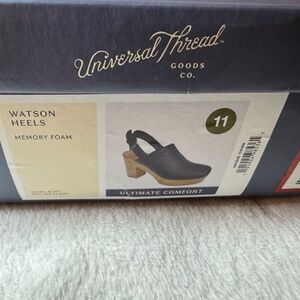 Universal Thread
GOODS
CO.
WATSON
HEELS
MEMORY FOAM
11
ULTIMATE COMFORT